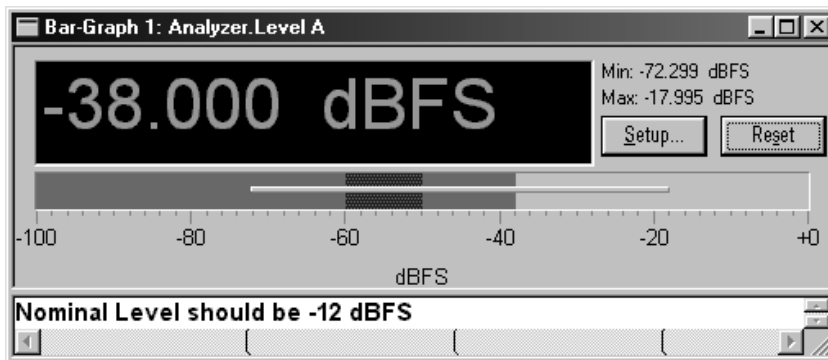 Bar-Graph 1: Analyzer.Level A
-38.000 dBFS
Min: -72.299 dBFS
Max: -17.995 dBFS
Setup...
Reset
-100 -80 -60 -40 -20 +0
dBFS
Nominal Level should be -12 dBFS